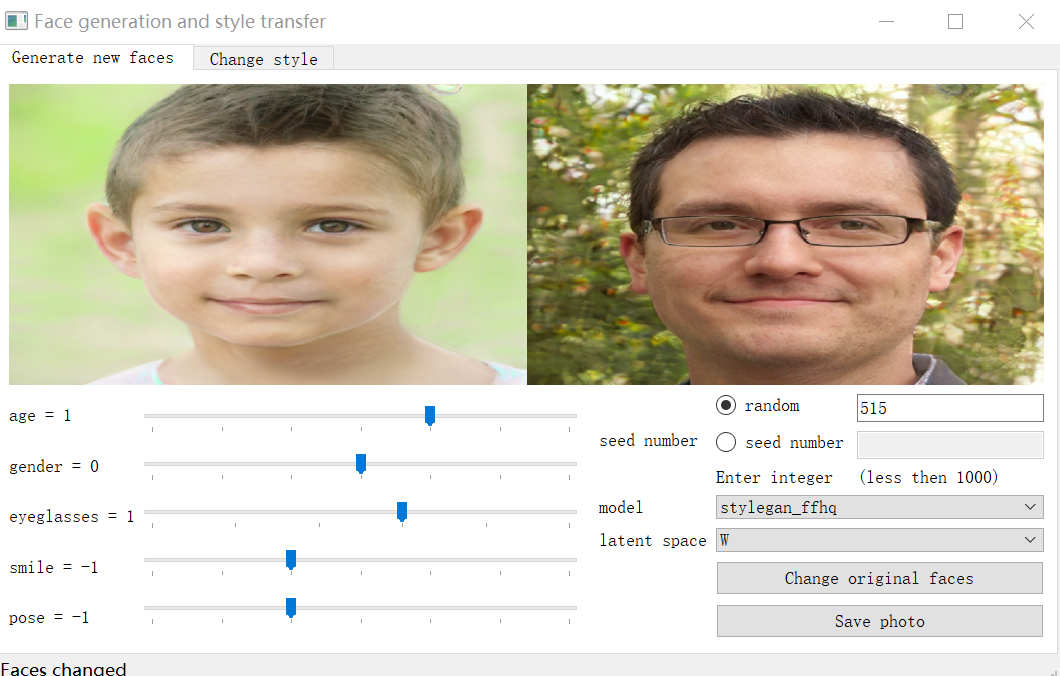 Face generation and style transfer
Generate new faces
Change style
age = 1
gender = 0
eyeglasses = 1
smile = -1
pose = -1
random
515
seed number
seed number
Enter integer (less then 1000)
model
stylegan_ffhq
latent space
W
Change original faces
Save photo
Faces changed